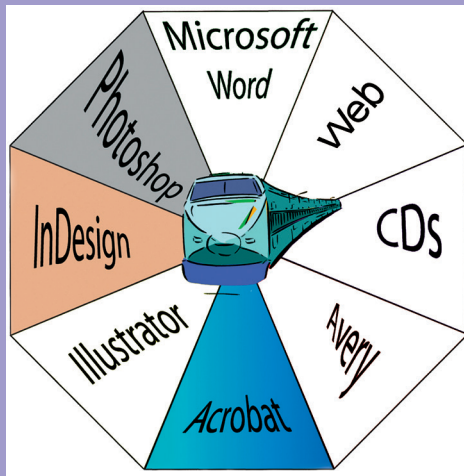 Microsoft
Word
Web
CDs
Avery
Acrobat
Illustrator
InDesign
Photoshop